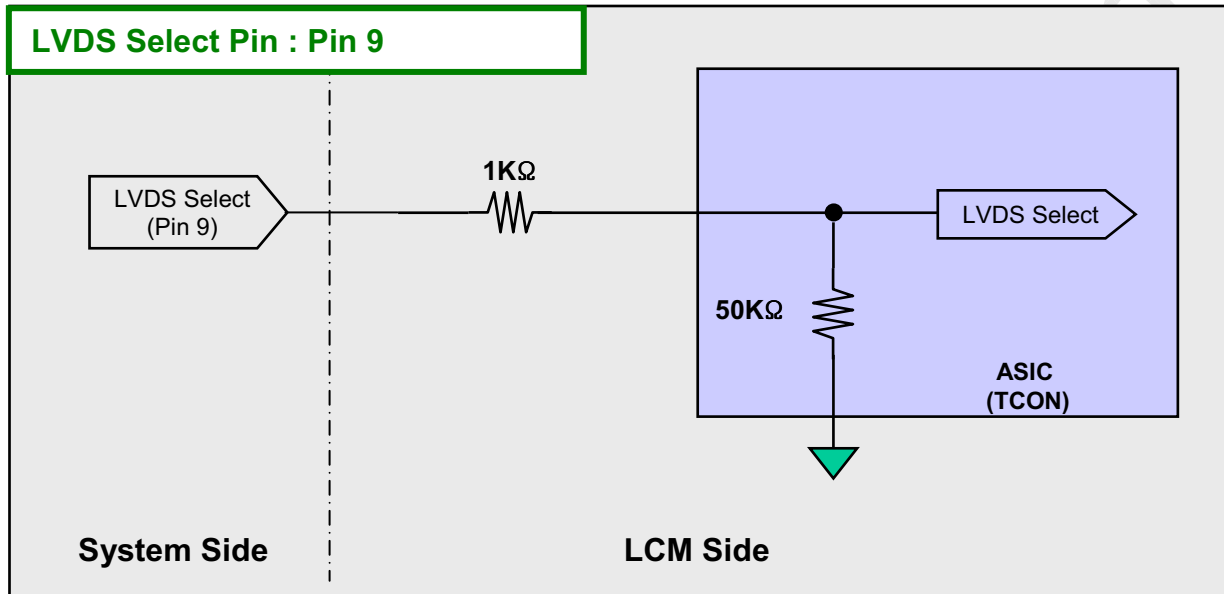 LVDS Select Pin : Pin 9
LVDS Select
(Pin 9)
1KΩ
LVDS Select
50KΩ
ASIC
(TCON)
System Side
LCM Side